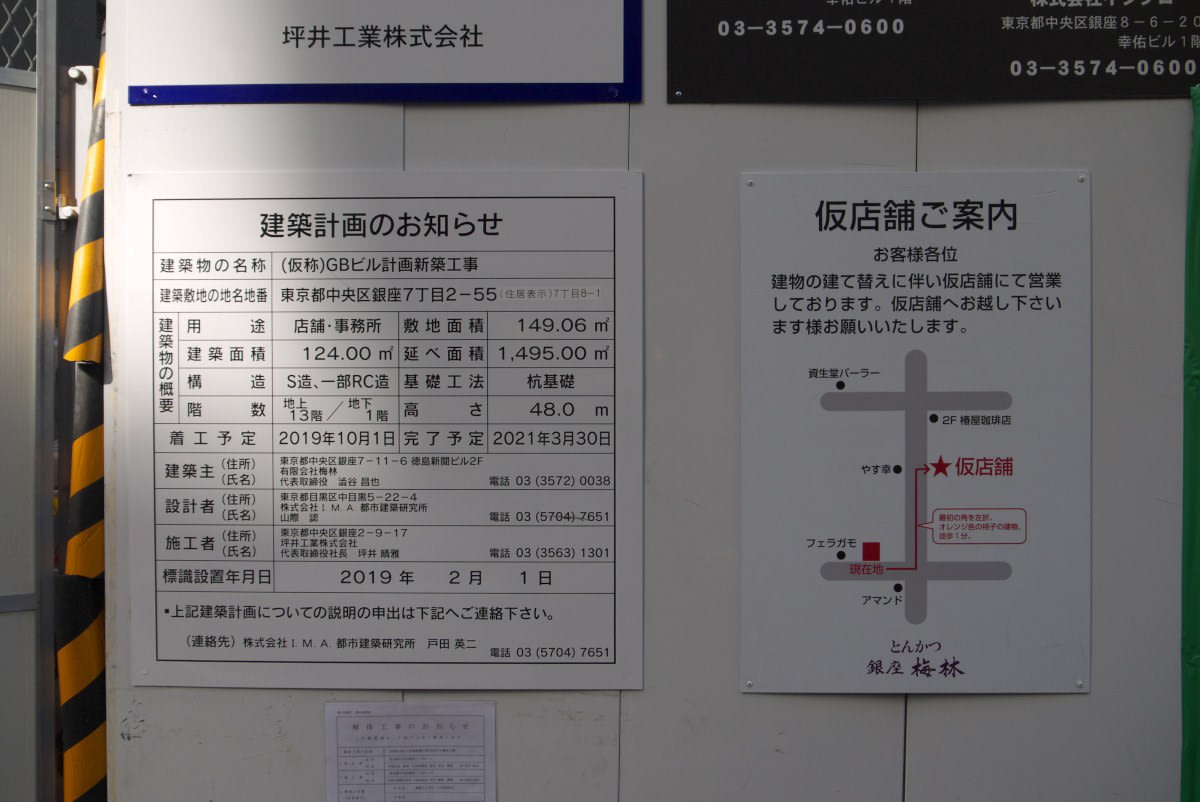 坪井工業株式会社
03-3574-0600
東京都中央区銀座8-6-20
幸佑ビル1階
03-3574-0600
建築計画のお知らせ
建築物の名称 (仮称)GBビル計画新築工事
建築敷地の地名地番 東京都中央区銀座7丁目2-55(住居表示)7丁目8-1
建築物の概要
用途 店舗・事務所 敷地面積 149.06㎡
建築面積 124.00㎡ 延べ面積 1,495.00㎡
構造 S造、一部RC造 基礎工法 杭基礎
階数 地上13階/地下1階 高さ 48.0 m
着工予定 2019年10月1日 完了予定 2021年3月30日
建築主(住所)(氏名)
東京都中央区銀座7-11-6 徳島新聞ビル2F
有限会社梅林
代表取締役 澁谷 昌也 電話 03 (3572) 0038
設計者(住所)(氏名)
東京都目黒区中目黒5-22-4
株式会社I.M.A.都市建築研究所
山際 認 電話 03 (5704) 7651
施工者(住所)(氏名)
東京都中央区銀座2-9-17
坪井工業株式会社
代表取締役社長 坪井 晴雅 電話 03 (3563) 1301
標識設置年月日 2019年 2月 1日
▪上記建築計画についての説明の申出は下記へご連絡下さい。
(連絡先) 株式会社I.M.A.都市建築研究所 戸田 英二
電話 03 (5704) 7651
仮店舗ご案内
お客様各位
建物の建て替えに伴い仮店舗にて営業
しております。仮店舗へお越し下さい
ます様お願いいたします。
資生堂パーラー
2F 椿屋珈琲店
やす幸
★仮店舗
最初の角を左折。
オレンジ色の格子の建物。
徒歩1分。
フェラガモ
現在地
アマンド
とんかつ
銀座 梅林
解体工事のお知らせ